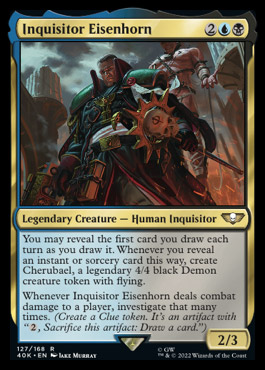 Inquisitor Eisenhorn 2
Legendary Creature — Human Inquisitor
You may reveal the first card you draw each
turn as you draw it. Whenever you reveal
an instant or sorcery card this way, create
Cherubael, a legendary 4/4 black Demon
creature token with flying.
Whenever Inquisitor Eisenhorn deals combat
damage to a player, investigate that many
times. (Create a Clue token. It's an artifact with
“2, Sacrifice this artifact: Draw a card.”)
2/3
127/168 R © GW
40K • EN JAKE MURRAY ™ & © 2022 Wizards of the Coast